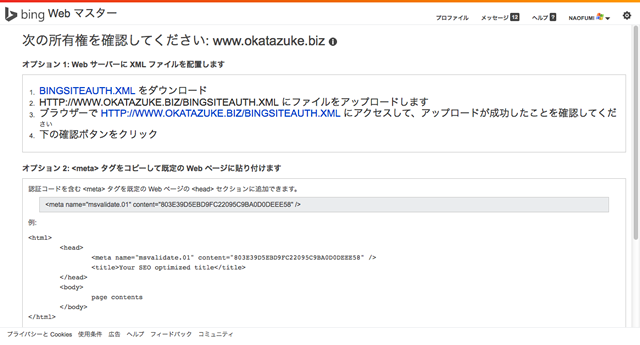 bing Web マスター
プロファイル メッセージ 12 ヘルプ ? NAOFUMI
次の所有権を確認してください: www.okatazuke.biz
オプション 1: Web サーバーに XML ファイルを配置します
1. BINGSITEAUTH.XML をダウンロード
2. HTTP://WWW.OKATAZUKE.BIZ/BINGSITEAUTH.XML にファイルをアップロードします
3. ブラウザーで HTTP://WWW.OKATAZUKE.BIZ/BINGSITEAUTH.XML にアクセスして、アップロードが成功したことを確認してくだ
さい
4. 下の確認ボタンをクリック
オプション 2: <meta> タグをコピーして既定の Web ページに貼り付けます
認証コードを含む <meta> タグを既定の Web ページの <head> セクションに追加できます。
<meta name="msvalidate.01" content="803E39D5EBD9FC22095C9BA0D0DEEE58" />
例:
<html>
<head>
<meta name="msvalidate.01" content="803E39D5EBD9FC22095C9BA0D0DEEE58" />
<title>Your SEO optimized title</title>
</head>
<body>
page contents
</body>
</html>
プライバシーと Cookies 使用条件 広告 ヘルプ フィードバック コミュニティ